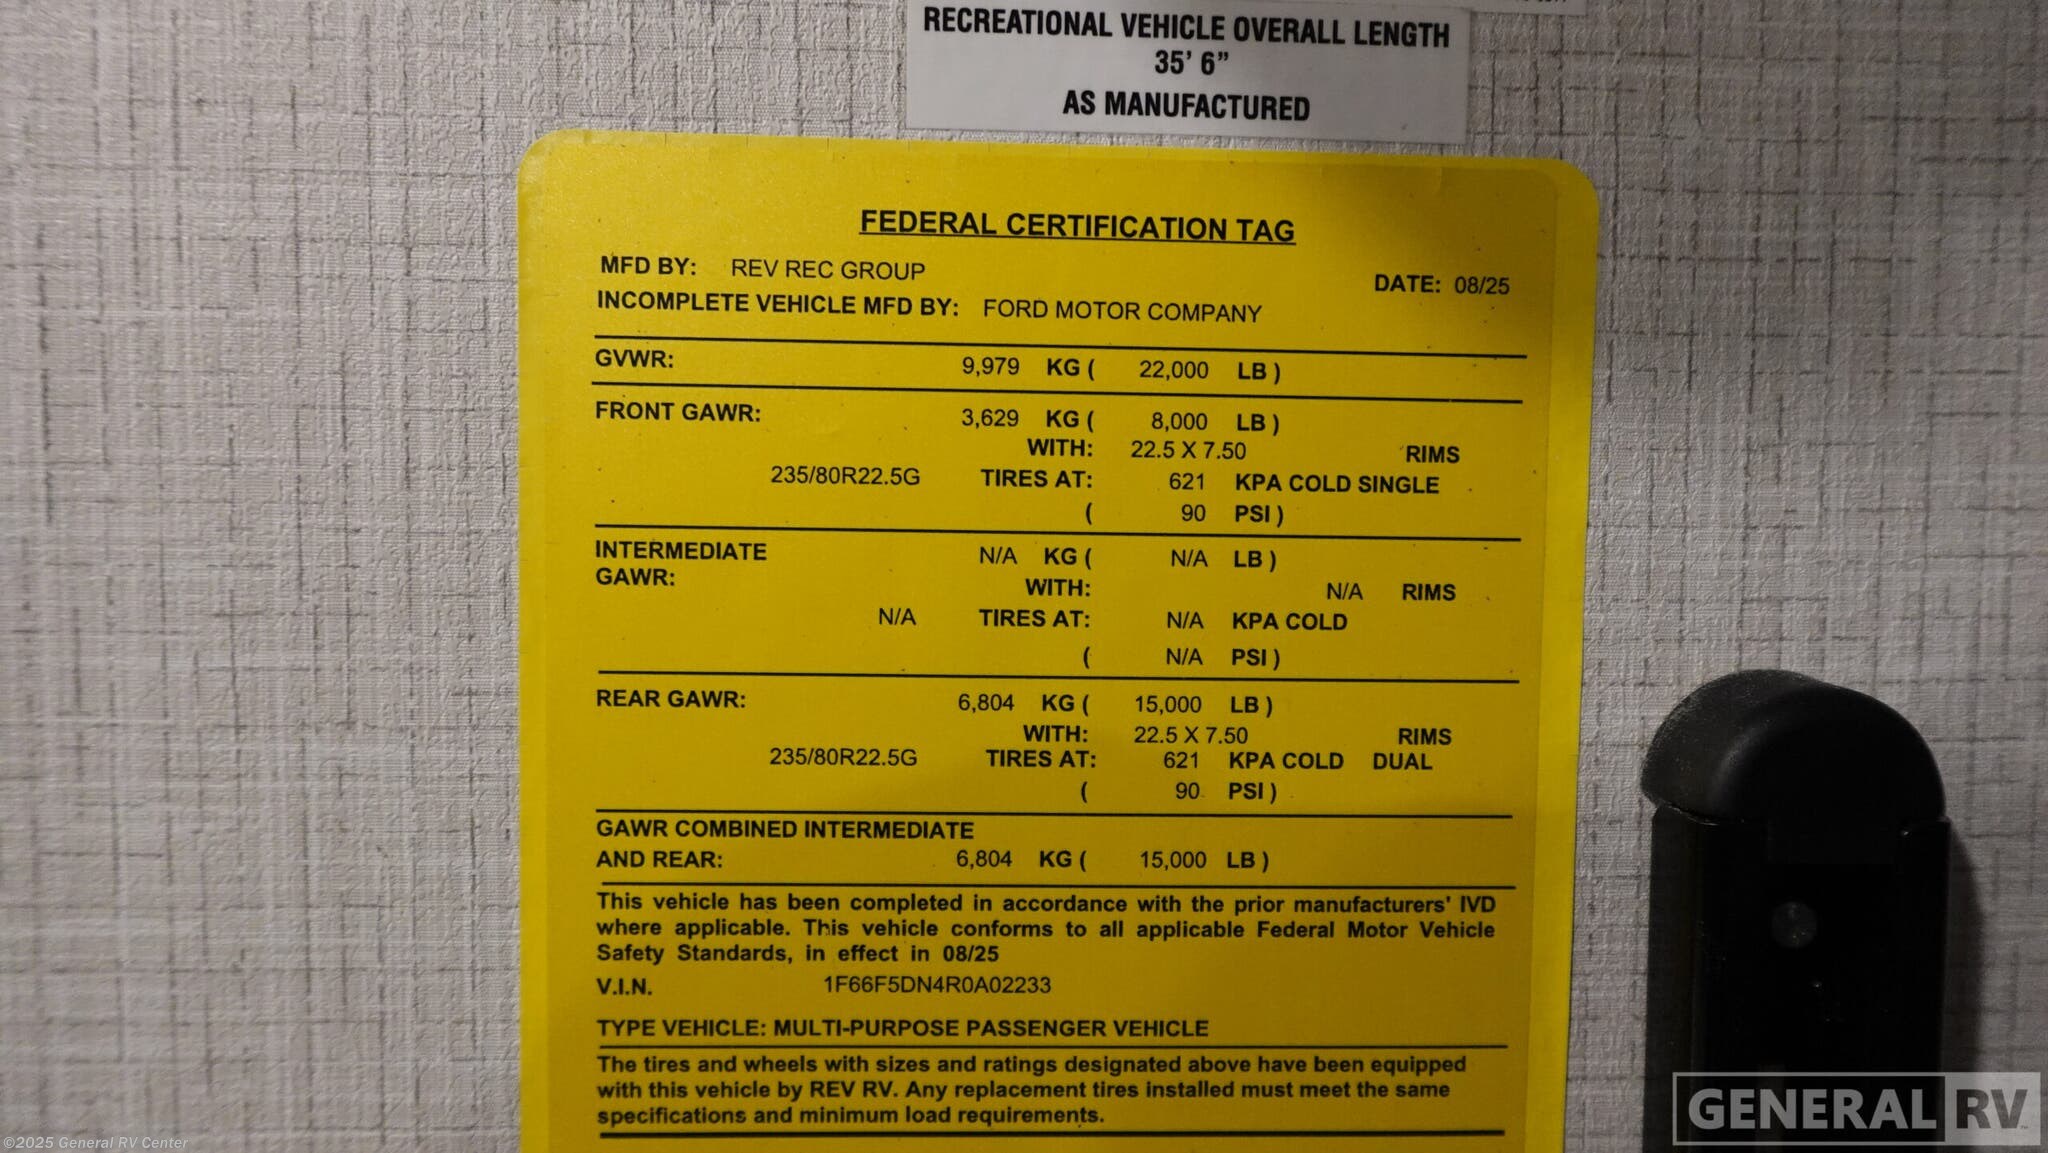 RECREATIONAL VEHICLE OVERALL LENGTH
35' 6"
AS MANUFACTURED
FEDERAL CERTIFICATION TAG
MFD BY: REV REC GROUP
DATE: 08/25
INCOMPLETE VEHICLE MFD BY: FORD MOTOR COMPANY
GVWR: 9,979 KG ( 22,000 LB )
FRONT GAWR: 3,629 KG ( 8,000 LB )
WITH: 22.5 X 7.50 RIMS
235/80R22.5G TIRES AT: 621 KPA COLD SINGLE
( 90 PSI )
INTERMEDIATE N/A KG ( N/A LB )
GAWR: WITH: N/A RIMS
N/A TIRES AT: N/A KPA COLD
( N/A PSI )
REAR GAWR: 6,804 KG ( 15,000 LB )
WITH: 22.5 X 7.50 RIMS
235/80R22.5G TIRES AT: 621 KPA COLD DUAL
( 90 PSI )
GAWR COMBINED INTERMEDIATE
AND REAR: 6,804 KG ( 15,000 LB )
This vehicle has been completed in accordance with the prior manufacturers' IVD
where applicable. This vehicle conforms to all applicable Federal Motor Vehicle
Safety Standards, in effect in 08/25
V.I.N. 1F66F5DN4R0A02233
TYPE VEHICLE: MULTI-PURPOSE PASSENGER VEHICLE
The tires and wheels with sizes and ratings designated above have been equipped
with this vehicle by REV RV. Any replacement tires installed must meet the same
specifications and minimum load requirements.
GENERAL RV
©2025 General RV Center